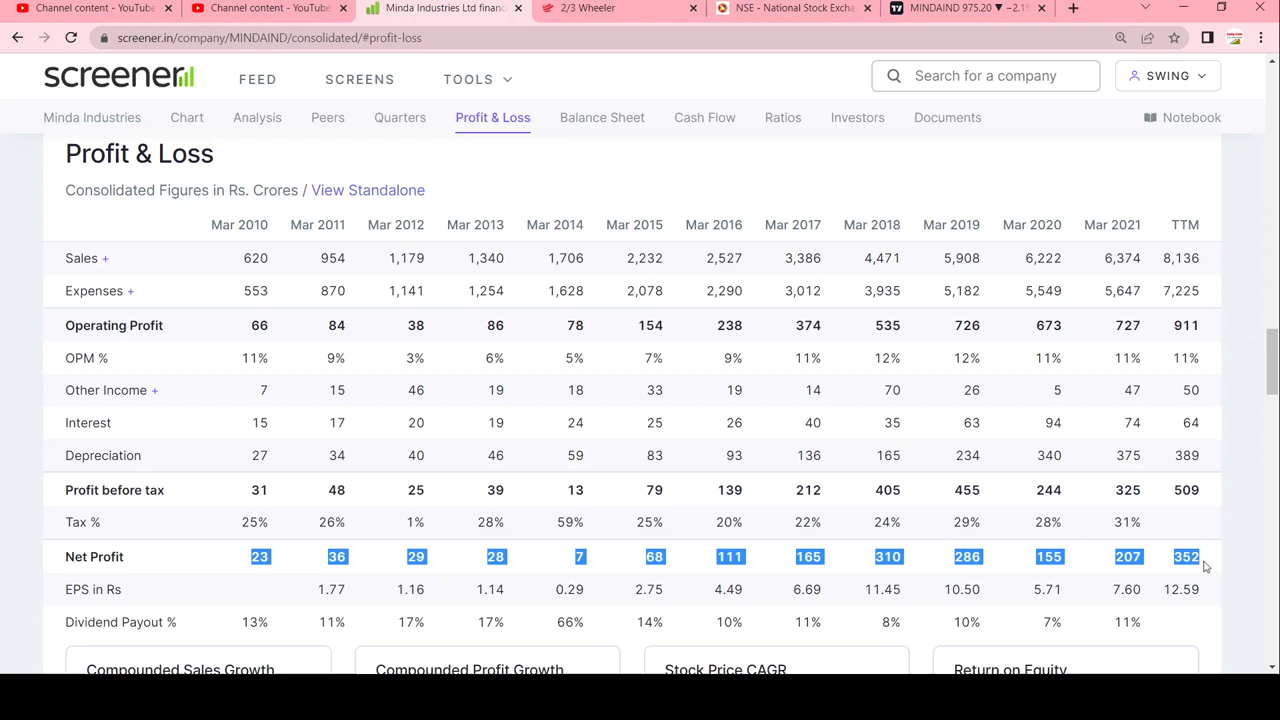 Channel content - YouTube
Channel content - YouTube
Minda Industries Ltd financ
2/3 Wheeler
NSE - National Stock Excha
MINDAIND 975.20 ▼ −2.1
screener.in/company/MINDAIND/consolidated/#profit-loss
screener
FEED
SCREENS
TOOLS
Search for a company
SWING
Minda Industries
Chart
Analysis
Peers
Quarters
Profit & Loss
Balance Sheet
Cash Flow
Ratios
Investors
Documents
Notebook
Profit & Loss
Consolidated Figures in Rs. Crores / View Standalone
Mar 2010 Mar 2011 Mar 2012 Mar 2013 Mar 2014 Mar 2015 Mar 2016 Mar 2017 Mar 2018 Mar 2019 Mar 2020 Mar 2021 TTM
Sales + 620 954 1,179 1,340 1,706 2,232 2,527 3,386 4,471 5,908 6,222 6,374 8,136
Expenses + 553 870 1,141 1,254 1,628 2,078 2,290 3,012 3,935 5,182 5,549 5,647 7,225
Operating Profit 66 84 38 86 78 154 238 374 535 726 673 727 911
OPM % 11% 9% 3% 6% 5% 7% 9% 11% 12% 12% 11% 11% 11%
Other Income + 7 15 46 19 18 33 19 14 70 26 5 47 50
Interest 15 17 20 19 24 25 26 40 35 63 94 74 64
Depreciation 27 34 40 46 59 83 93 136 165 234 340 375 389
Profit before tax 31 48 25 39 13 79 139 212 405 455 244 325 509
Tax % 25% 26% 1% 28% 59% 25% 20% 22% 24% 29% 28% 31%
Net Profit 23 36 29 28 7 68 111 165 310 286 155 207 352
EPS in Rs 1.77 1.16 1.14 0.29 2.75 4.49 6.69 11.45 10.50 5.71 7.60 12.59
Dividend Payout % 13% 11% 17% 17% 66% 14% 10% 11% 8% 10% 7% 11%
Compounded Sales Growth
Compounded Profit Growth
Stock Price CAGR
Return on Equity